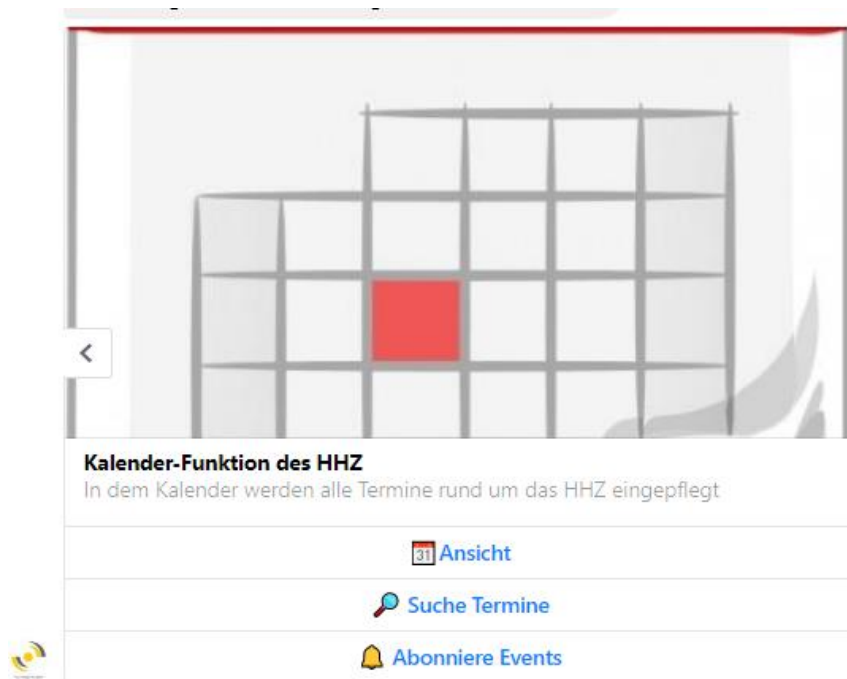 Kalender-Funktion des HHZ
In dem Kalender werden alle Termine rund um das HHZ eingepflegt
31 Ansicht
Suche Termine
Abonniere Events